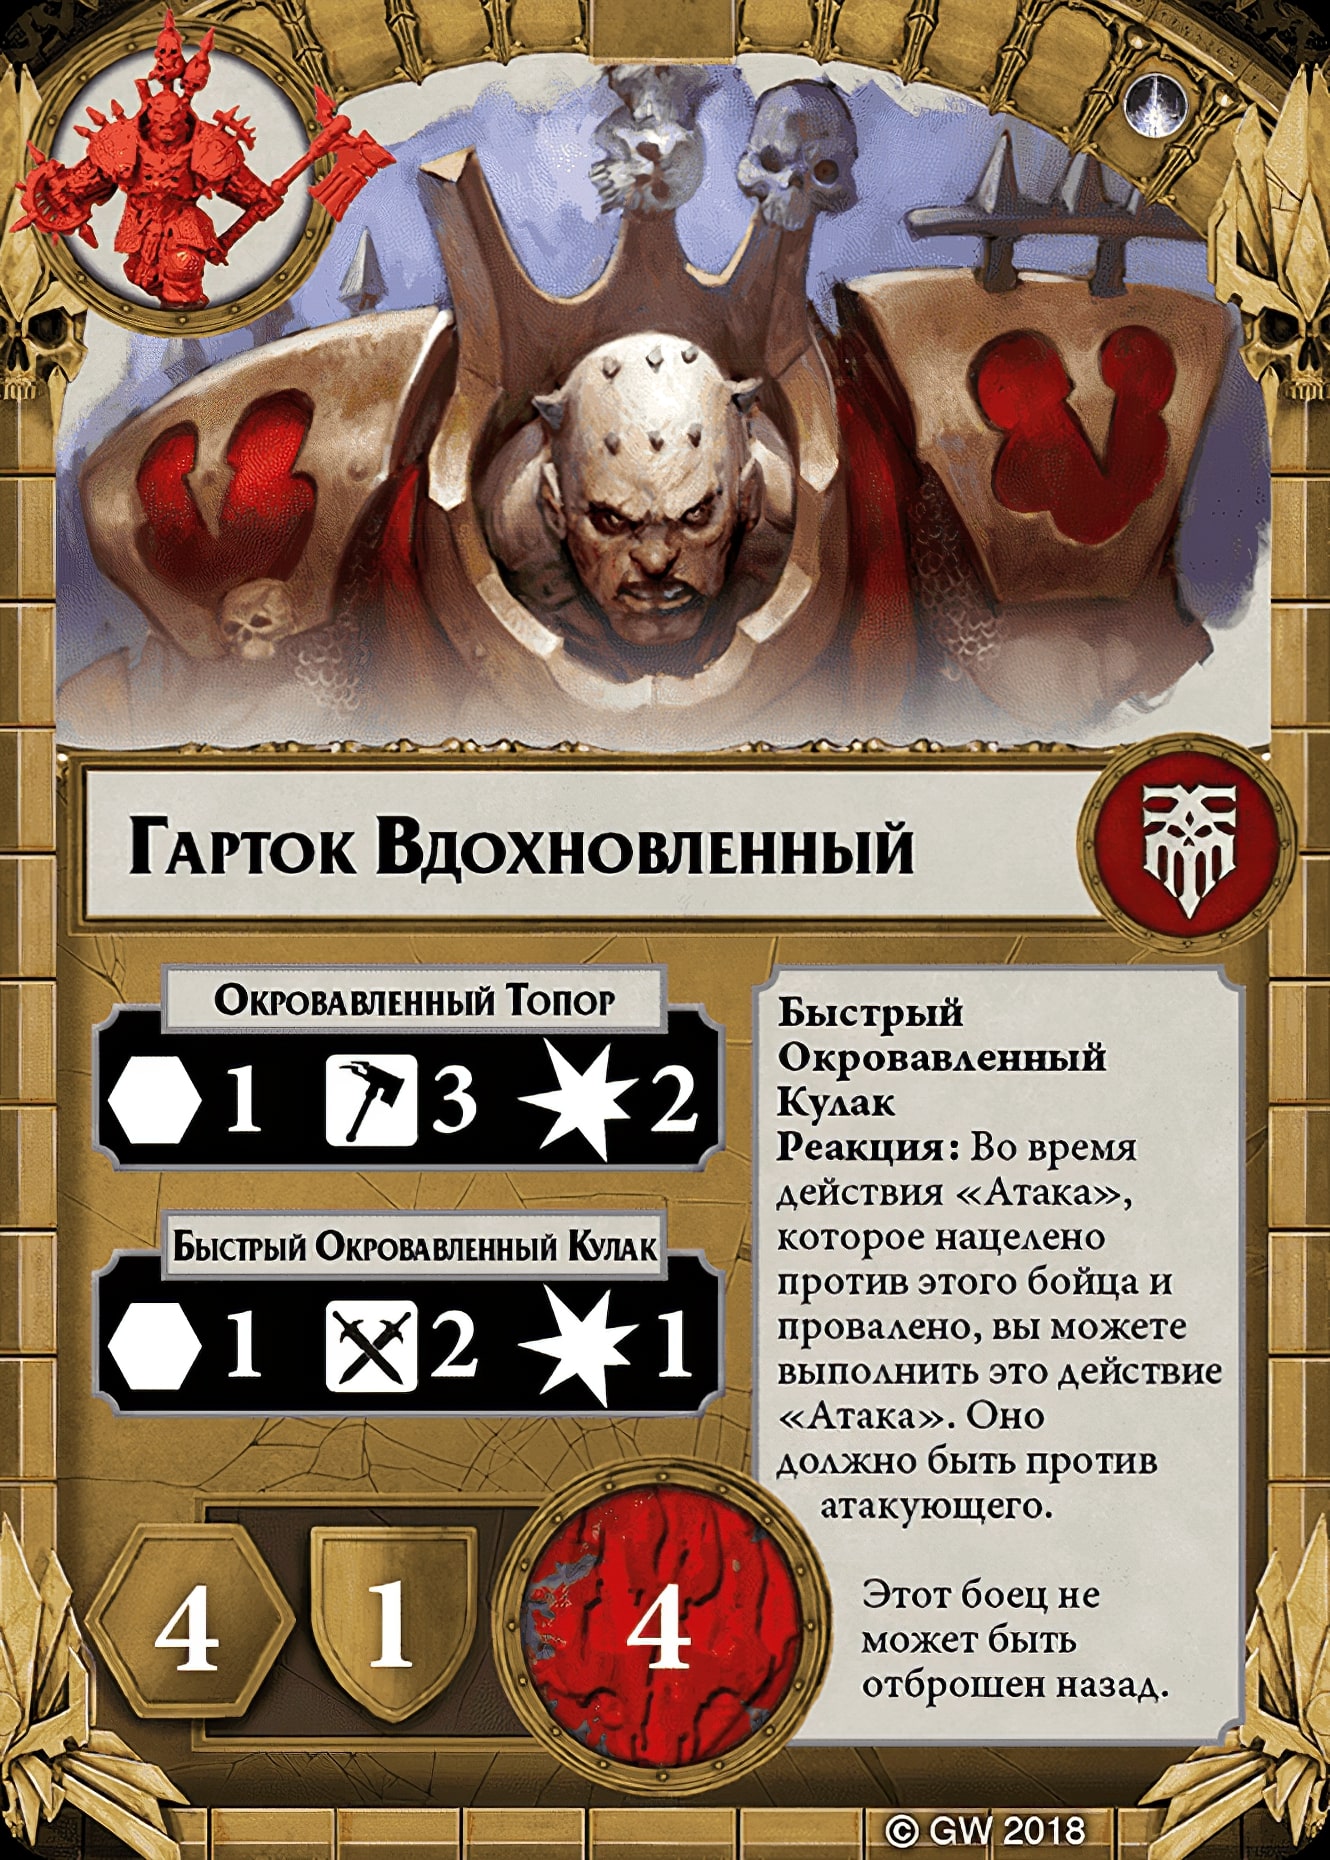 Гарток Вдохновленный
Окровавленный Топор
1 3 2
Быстрый Окровавленный Кулак
1 2 1
4 1 4
Быстрый
Окровавленный
Кулак
Реакция: Во время
действия «Атака»,
которое нацелено
против этого бойца и
провалено, вы можете
выполнить это действие
«Атака». Оно
должно быть против
атакующего.
Этот боец не
может быть
отброшен назад.
© GW 2018